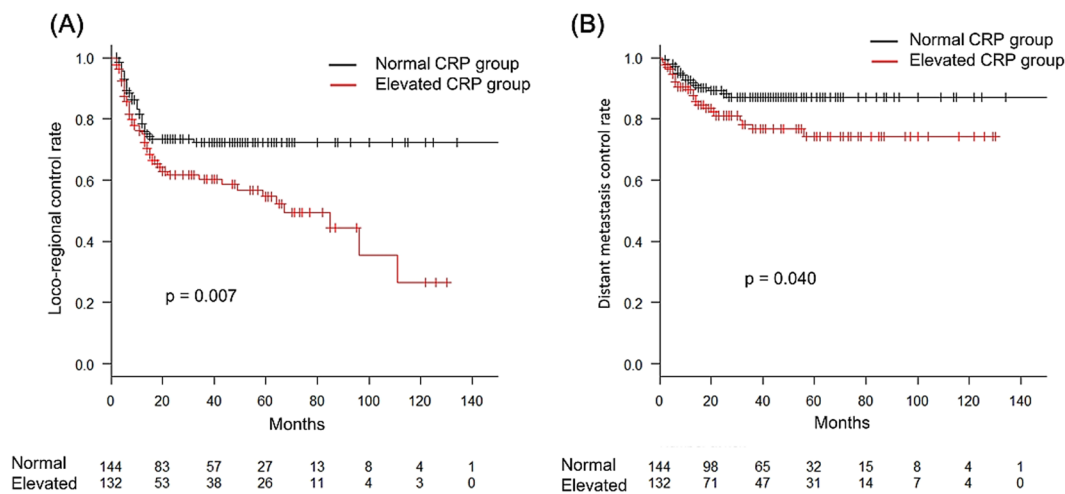 (A)
Normal CRP group
Elevated CRP group
1.0
0.8
0.6
0.4
0.2
0.0
Loco-regional control rate
p = 0.007
0 20 40 60 80 100 120 140
Months
Normal 144 83 57 27 13 8 4 1
Elevated 132 53 38 26 11 4 3 0
(B)
Normal CRP group
Elevated CRP group
1.0
0.8
0.6
0.4
0.2
0.0
Distant metastasis control rate
p = 0.040
0 20 40 60 80 100 120 140
Months
Normal 144 98 65 32 15 8 4 1
Elevated 132 71 47 31 14 7 4 0